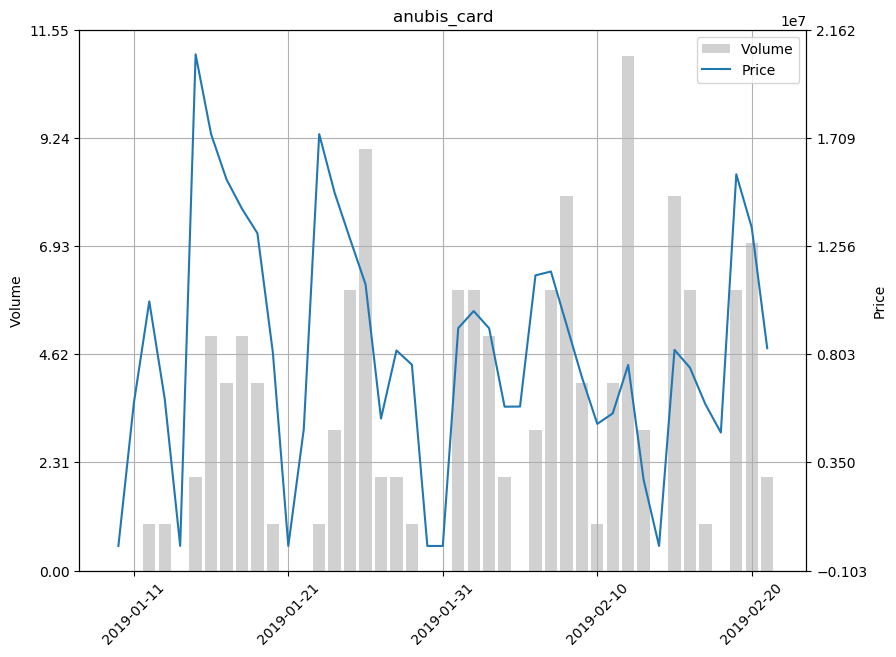 anubis_card
1e7
11.55
9.24
6.93
4.62
2.31
0.00
Volume
2.162
1.709
1.256
0.803
0.350
−0.103
Price
Volume
Price
2019-01-11
2019-01-21
2019-01-31
2019-02-10
2019-02-20